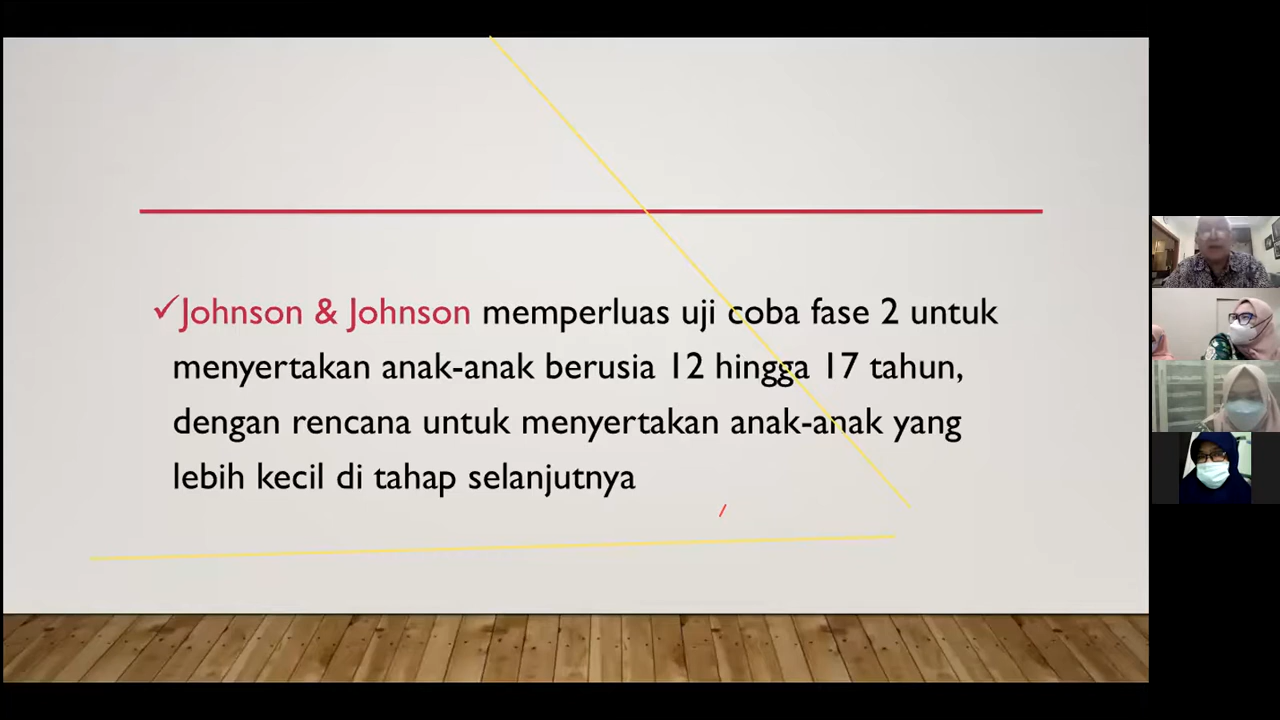 ✓Johnson & Johnson memperluas uji coba fase 2 untuk
menyertakan anak-anak berusia 12 hingga 17 tahun,
dengan rencana untuk menyertakan anak-anak yang
lebih kecil di tahap selanjutnya